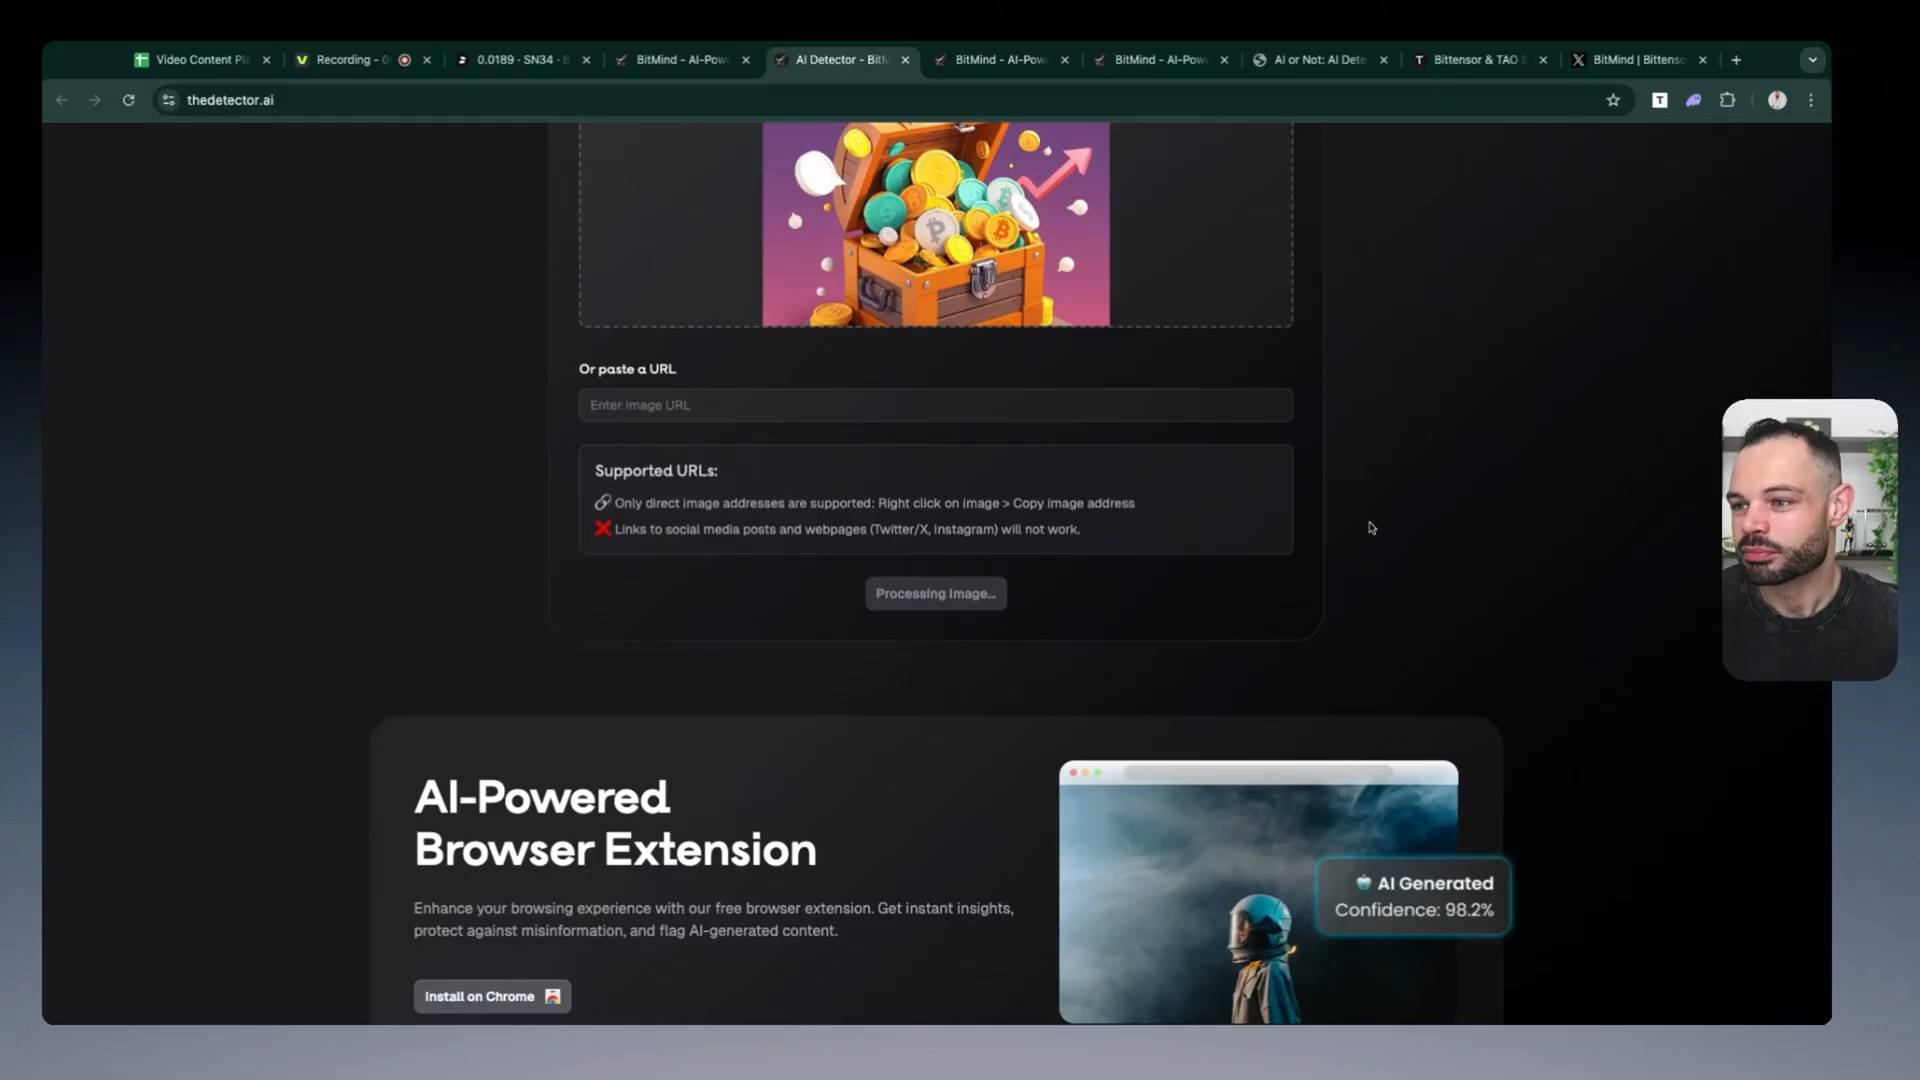 Video Content Pla
Recording - 0
0.0189 · SN34 · B
BitMind - AI-Pow
AI Detector - BitM
BitMind - AI-Pow
BitMind - AI-Pow
AI or Not: AI Dete
Bittensor & TAO S
BitMind | Bittenso
thedetector.ai
Or paste a URL
Enter image URL
Supported URLs:
Only direct image addresses are supported: Right click on image > Copy image address
Links to social media posts and webpages (Twitter/X, Instagram) will not work.
Processing Image...
AI-Powered
Browser Extension
Enhance your browsing experience with our free browser extension. Get instant insights,
protect against misinformation, and flag AI-generated content.
Install on Chrome
AI Generated
Confidence: 98.2%